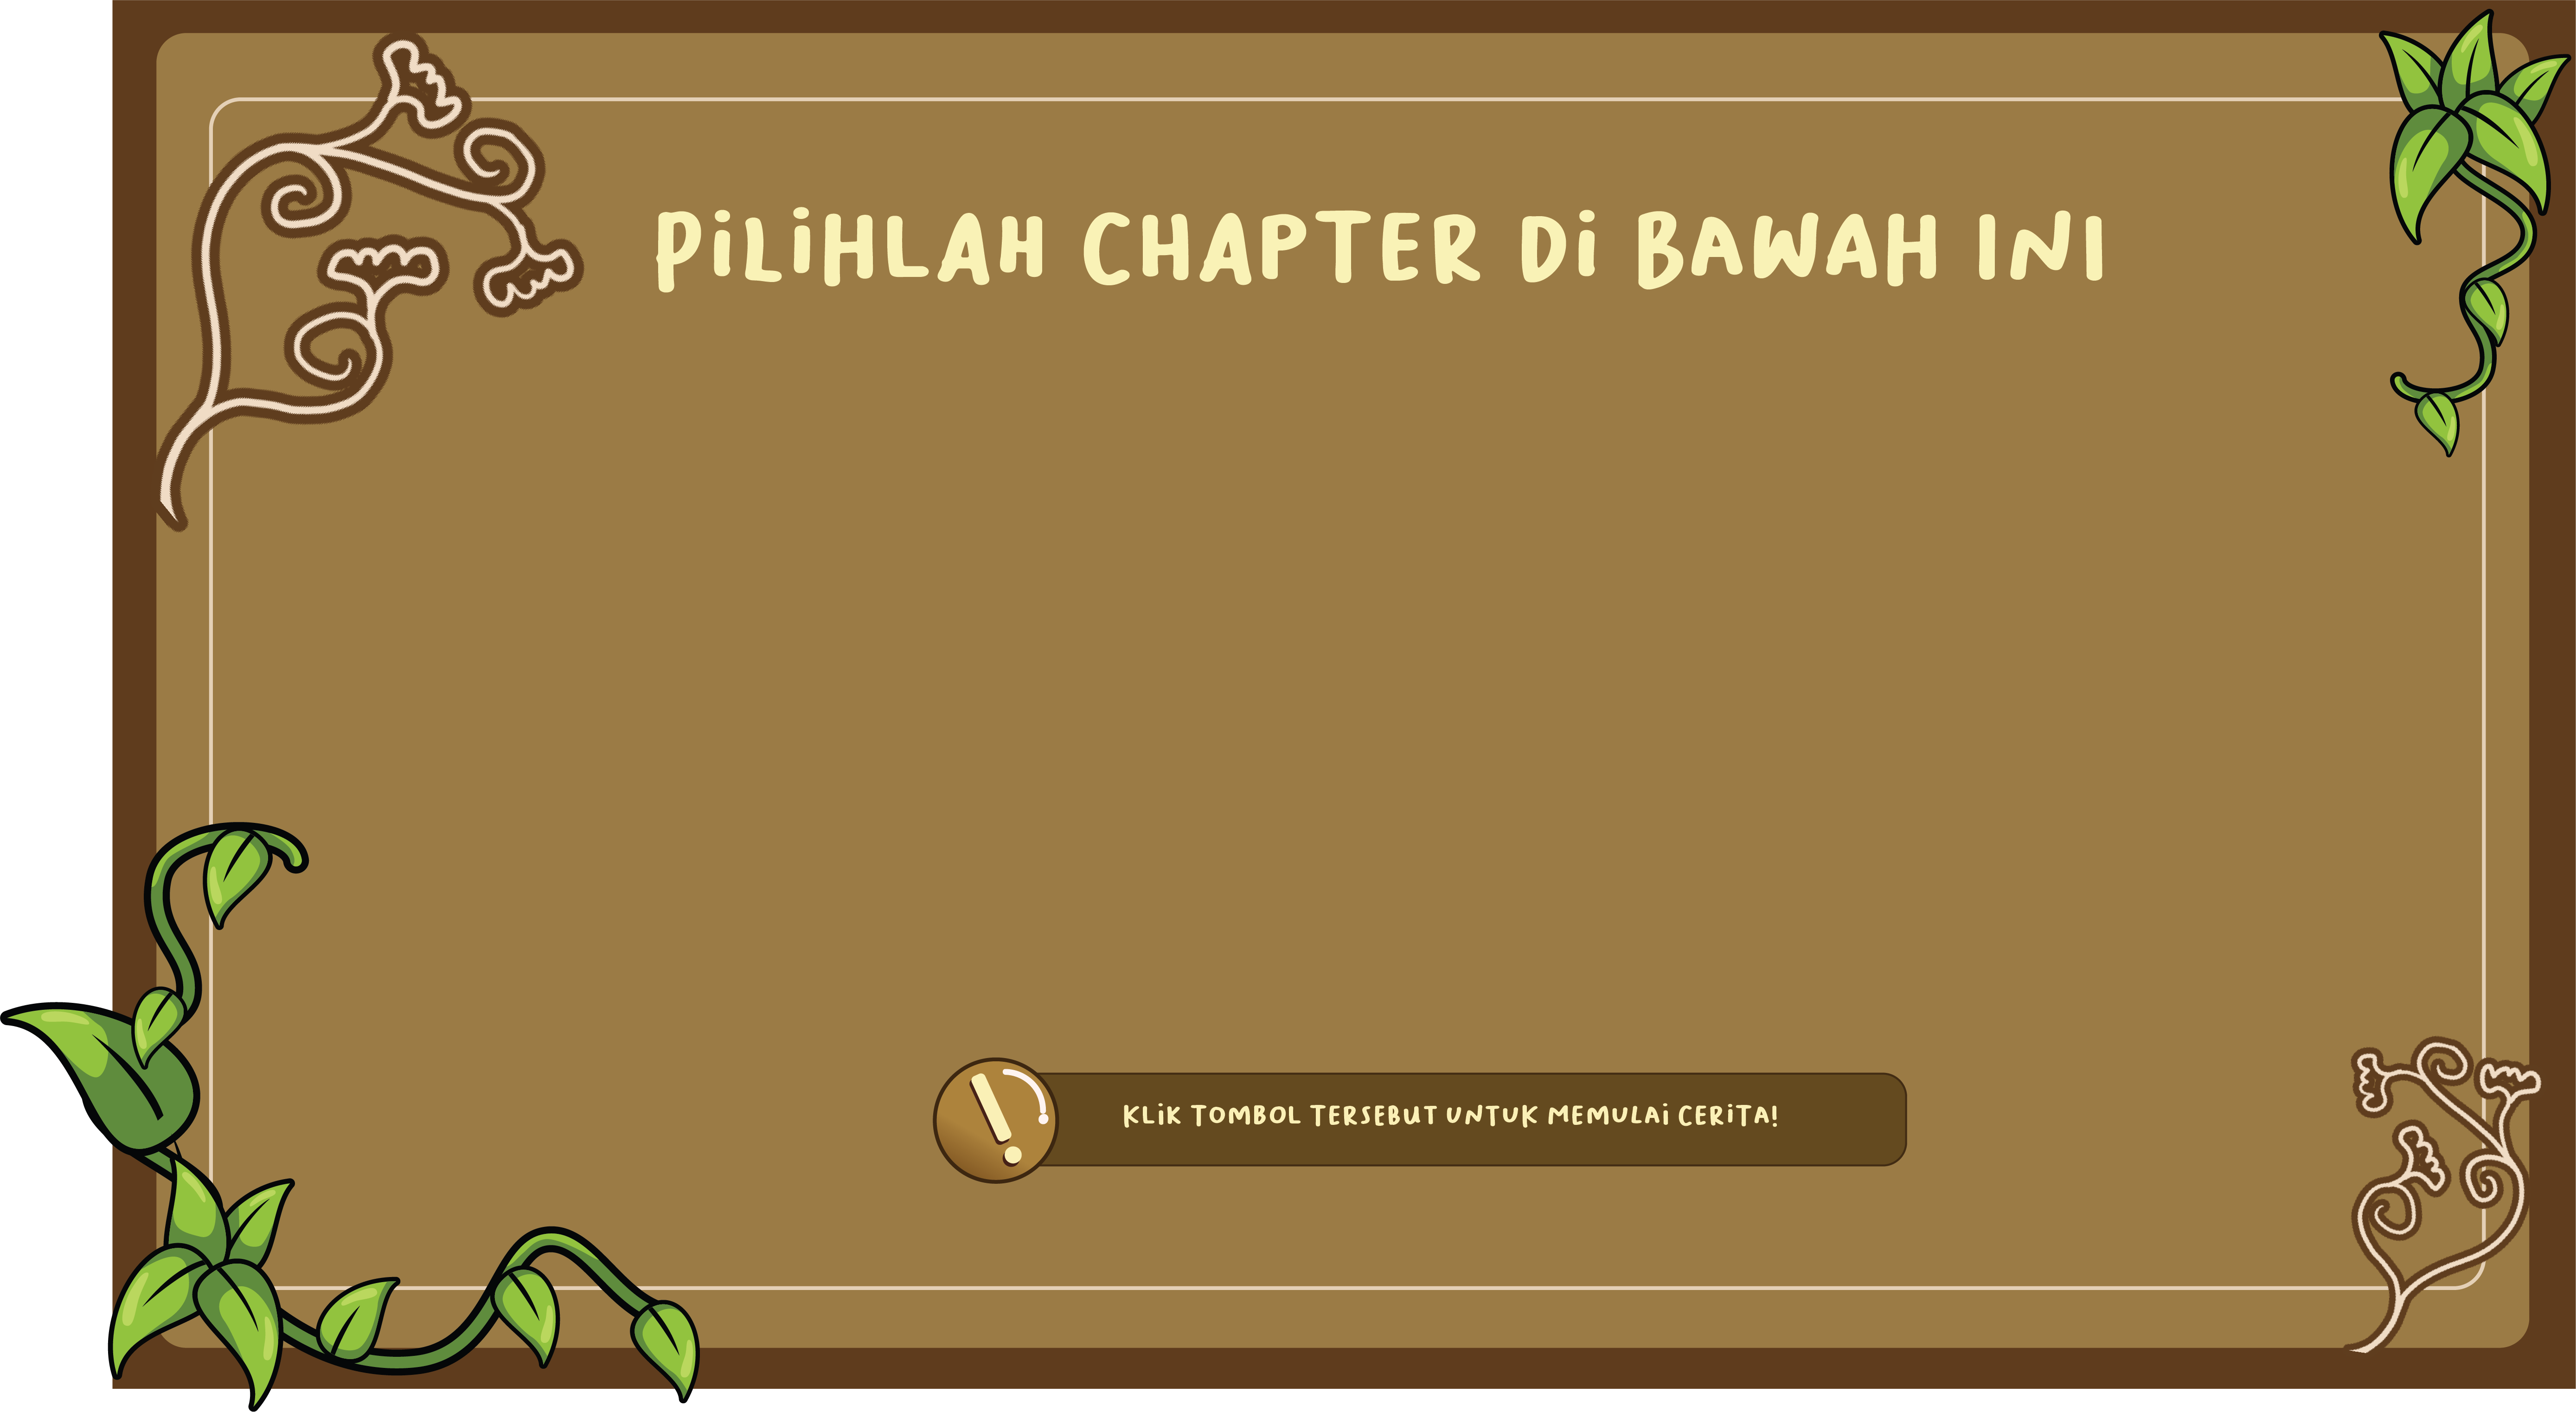 PiLiHLAH CHAPTER Di BAWAH INI
KLiK TOMBOL TERSEBUT UNTUK MEMULAi CERiTA!